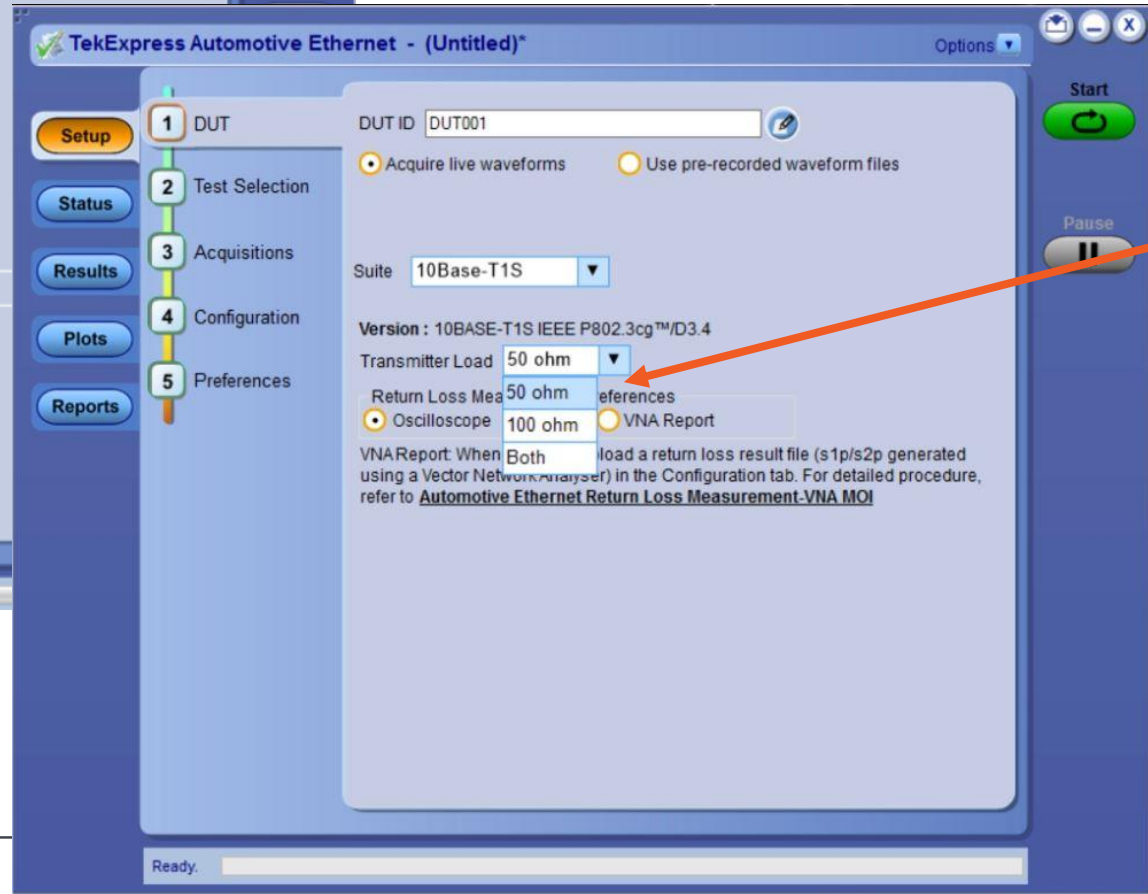 TekExpress Automotive Ethernet - (Untitled)*
Options
Start
Pause
Setup
Status
Results
Plots
Reports
1 DUT
2 Test Selection
3 Acquisitions
4 Configuration
5 Preferences
DUT ID DUT001
Acquire live waveforms Use pre-recorded waveform files
Suite 10Base-T1S
Version : 10BASE-T1S IEEE P802.3cg™/D3.4
Transmitter Load 50 ohm
50 ohm
100 ohm
Both
Return Loss
Oscilloscope VNA Report
VNA Report: When load a return loss result file (s1p/s2p generated
using a Vector Network Analyser) in the Configuration tab. For detailed procedure,
refer to Automotive Ethernet Return Loss Measurement-VNA MOI
Ready.